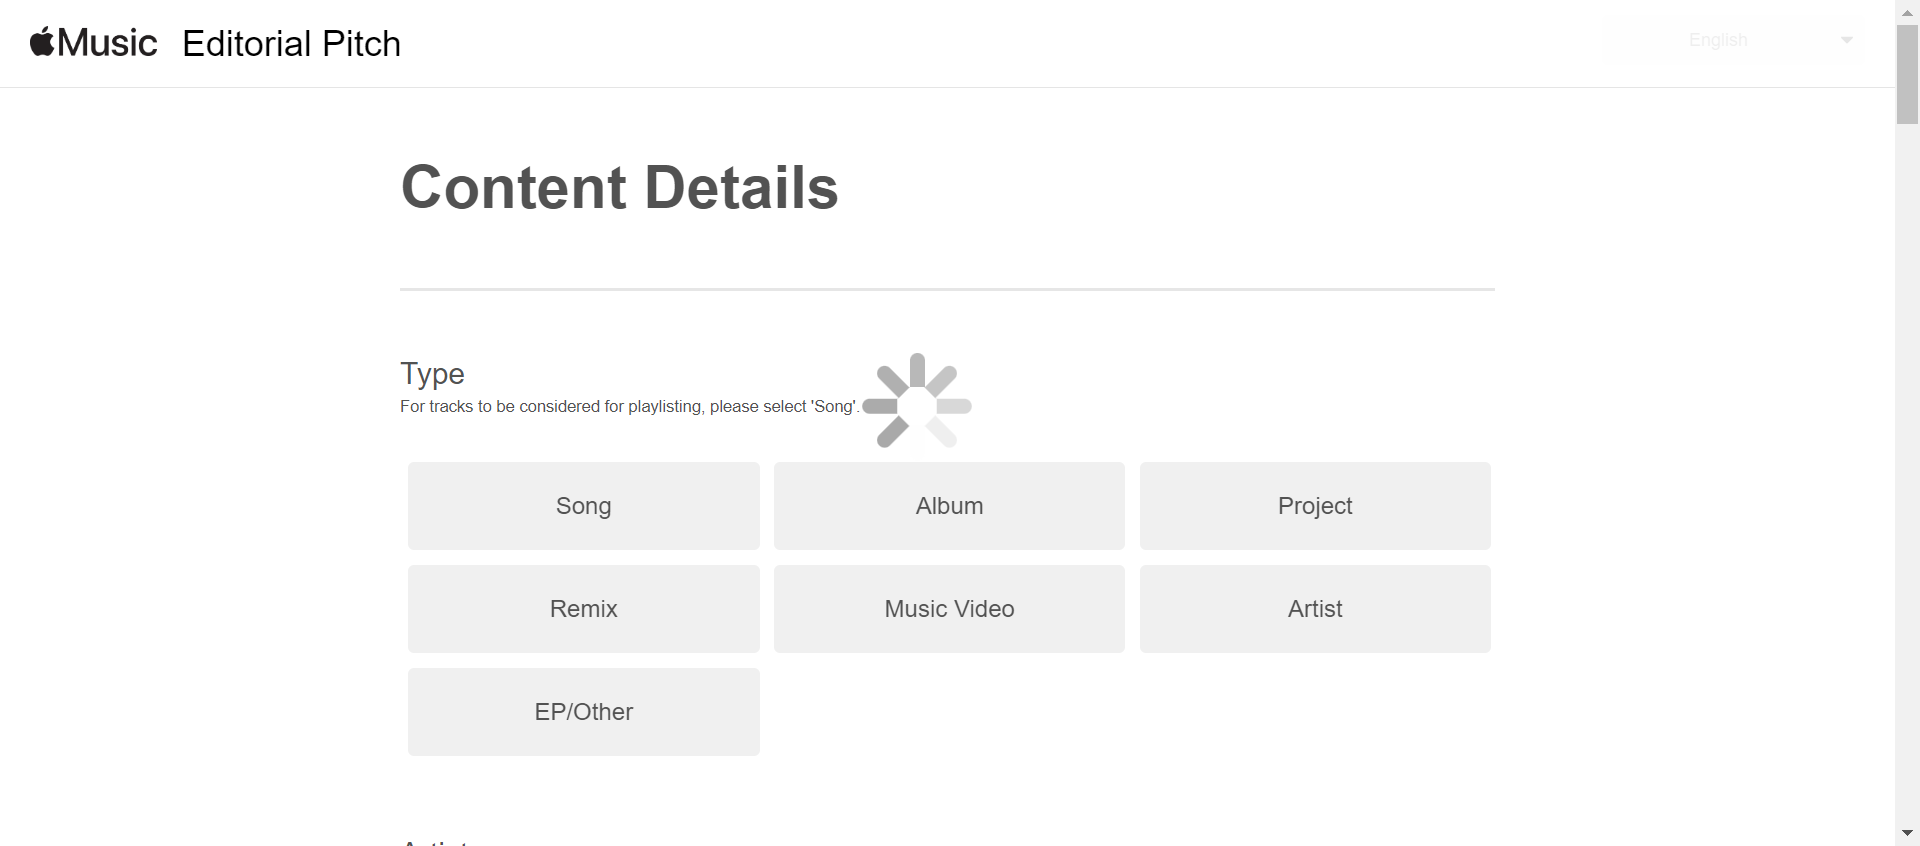 Music Editorial Pitch
English
Content Details
Type
For tracks to be considered for playlisting, please select 'Song'.
Song Album Project
Remix Music Video Artist
EP/Other